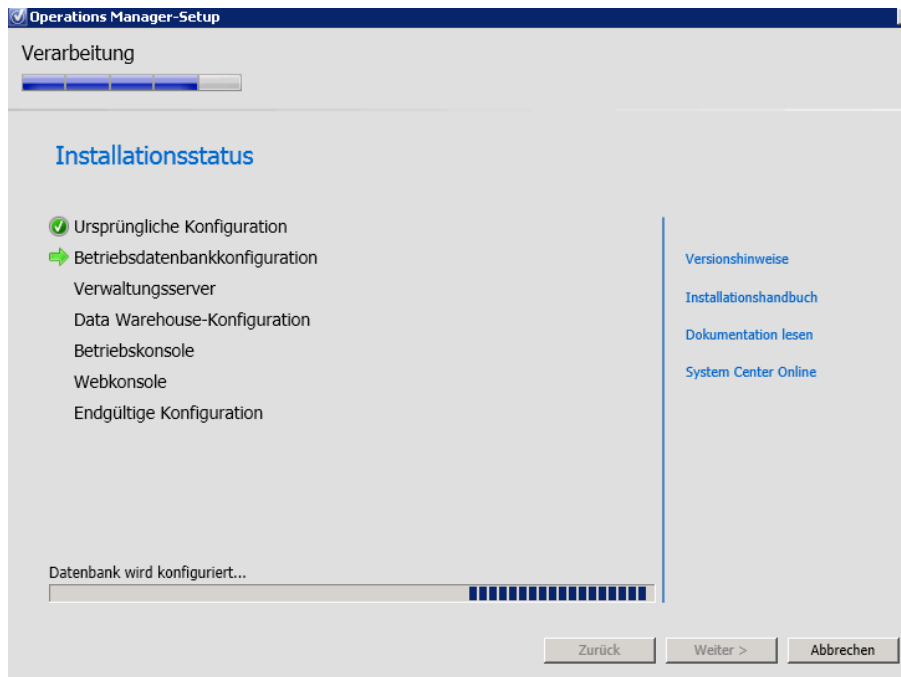 Operations Manager-Setup
Verarbeitung
Installationsstatus
Ursprüngliche Konfiguration
Betriebsdatenbankkonfiguration
Verwaltungsserver
Data Warehouse-Konfiguration
Betriebskonsole
Webkonsole
Endgültige Konfiguration
Versionshinweise
Installationshandbuch
Dokumentation lesen
System Center Online
Datenbank wird konfiguriert...
Zurück
Weiter >
Abbrechen